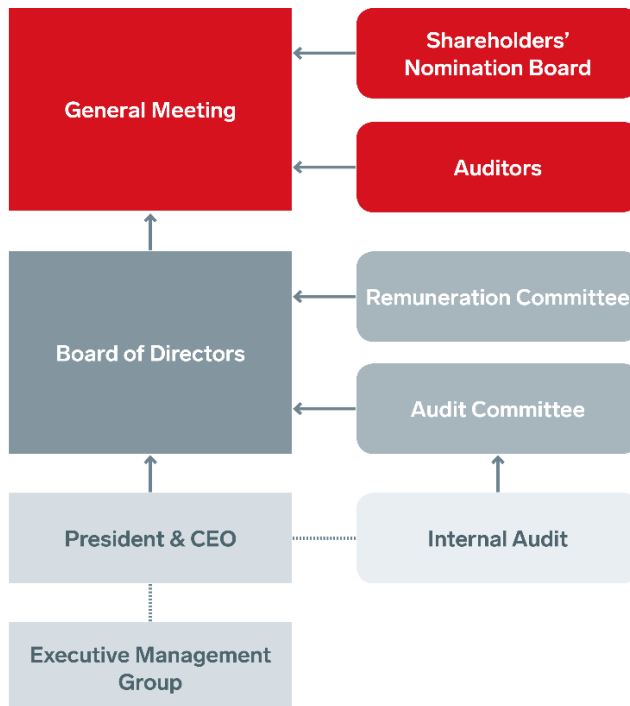 Shareholders’
Nomination Board
General Meeting
Auditors
Remuneration Committee
Board of Directors
Audit Committee
President & CEO
Internal Audit
Executive Management
Group